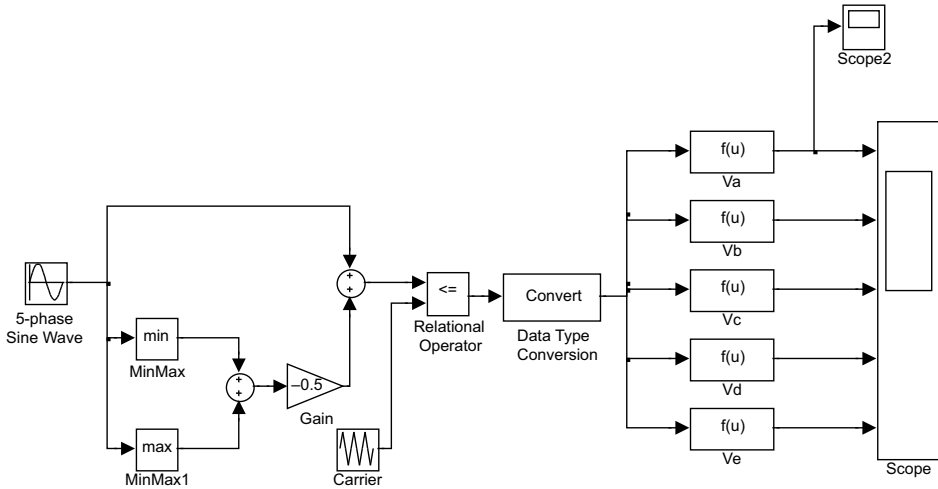 Scope2
f(u)
Va
f(u)
Vb
5-phase
Sine Wave
+
+
<=
Relational
Operator
Convert
Data Type
Conversion
f(u)
Vc
min
MinMax
+
+
–0.5
Gain
f(u)
Vd
max
MinMax1
Carrier
f(u)
Ve
Scope